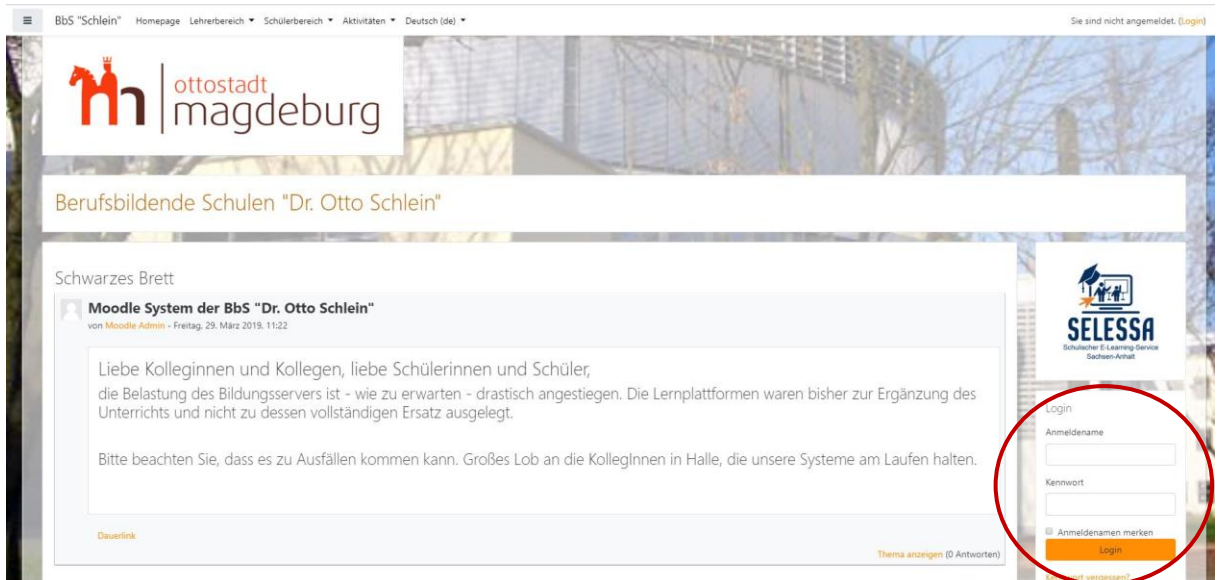 BbS "Schlein" Homepage Lehrerbereich Schülerbereich Aktivitäten Deutsch (de) Sie sind nicht angemeldet. (Login)
ottostadt
magdeburg
Berufsbildende Schulen "Dr. Otto Schlein"
Schwarzes Brett
Moodle System der BbS "Dr. Otto Schlein"
von Moodle Admin - Freitag, 29. März 2019, 11:22
Liebe Kolleginnen und Kollegen, liebe Schülerinnen und Schüler,
die Belastung des Bildungsservers ist - wie zu erwarten - drastisch angestiegen. Die Lernplattformen waren bisher zur Ergänzung des
Unterrichts und nicht zu dessen vollständigen Ersatz ausgelegt.
Bitte beachten Sie, dass es zu Ausfällen kommen kann. Großes Lob an die KollegInnen in Halle, die unsere Systeme am Laufen halten.
Dauerlink
Thema anzeigen (0 Antworten)
SELESSA
Schulischer E-Learning-Service
Sachsen-Anhalt
Login
Anmeldename
Kennwort
Anmeldenamen merken
Login
Kennwort vergessen?